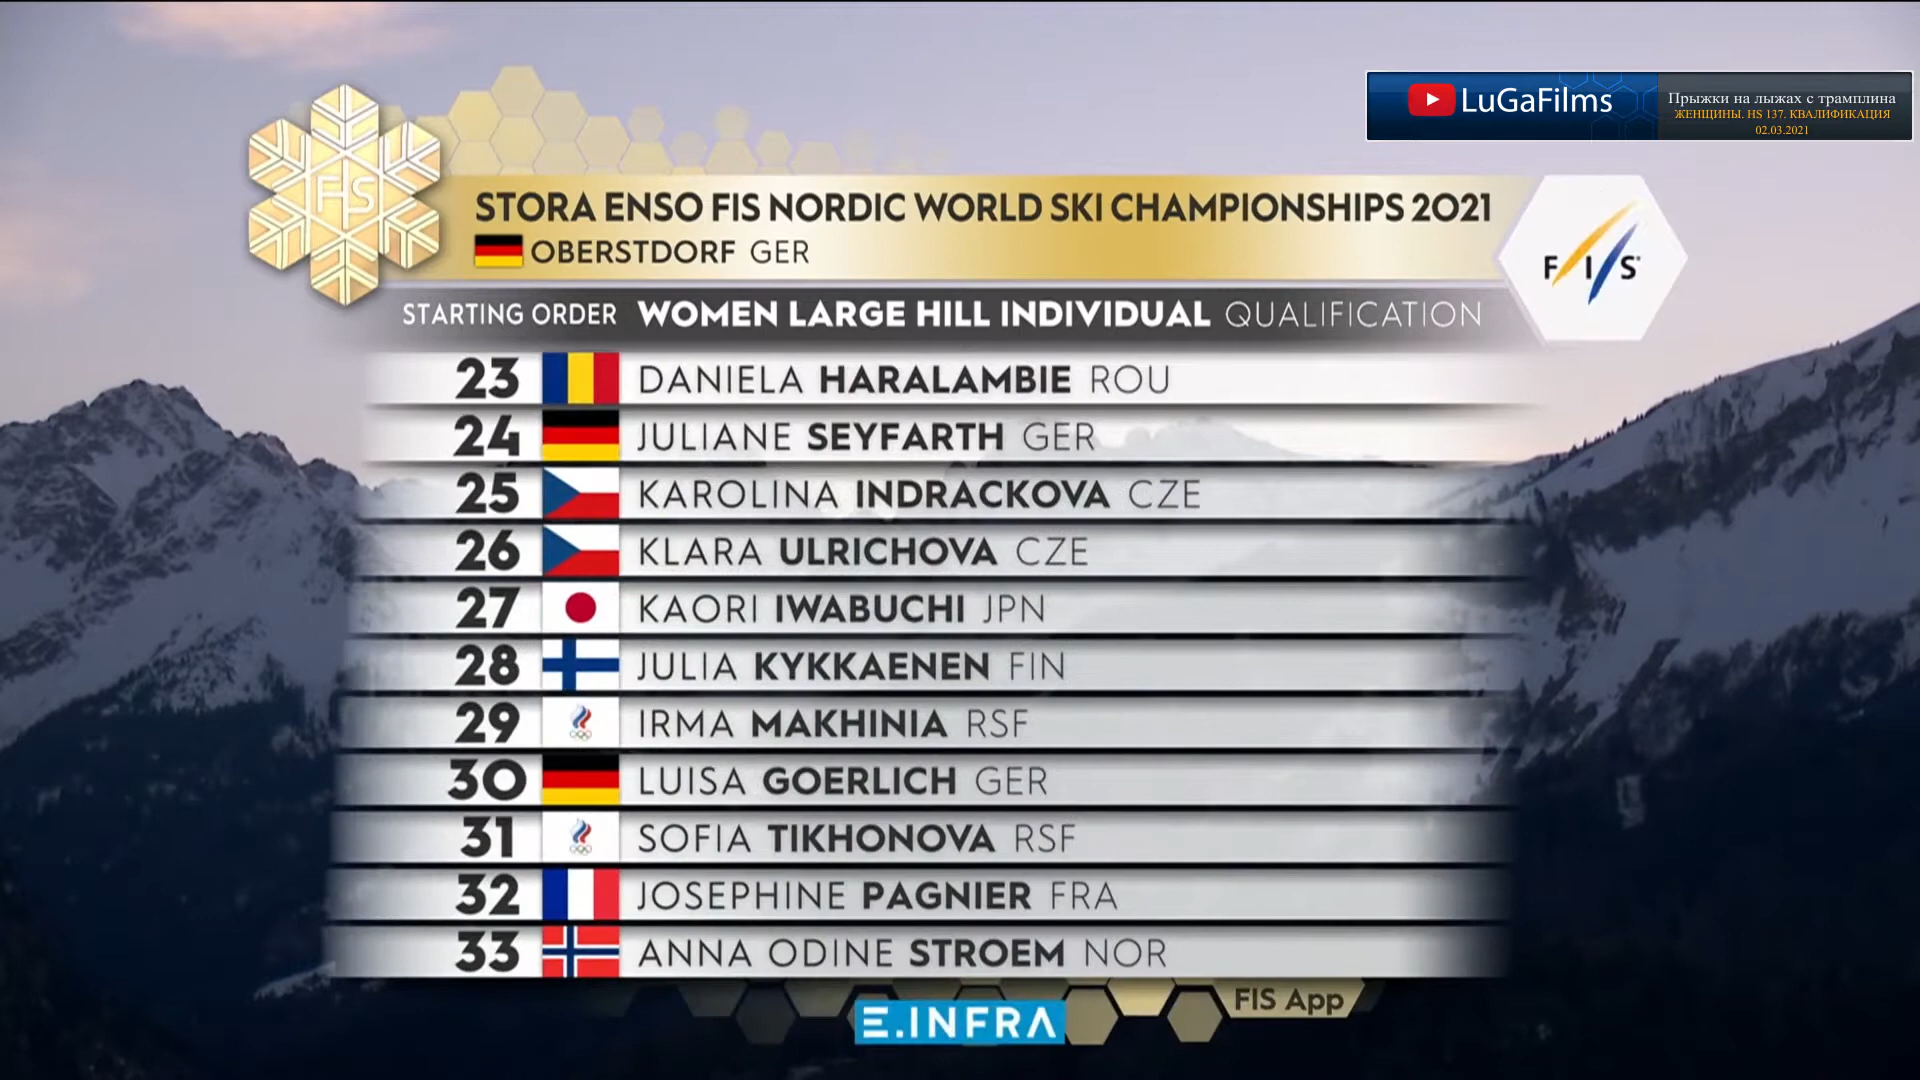 LuGaFilms
Прыжки на лыжах с трамплина
ЖЕНЩИНЫ. HS 137. КВАЛИФИКАЦИЯ
02.03.2021
FIS
STORA ENSO FIS NORDIC WORLD SKI CHAMPIONSHIPS 2021
OBERSTDORF GER
FIS
STARTING ORDER WOMEN LARGE HILL INDIVIDUAL QUALIFICATION
23 DANIELA HARALAMBIE ROU
24 JULIANE SEYFARTH GER
25 KAROLINA INDRACKOVA CZE
26 KLARA ULRICHOVA CZE
27 KAORI IWABUCHI JPN
28 JULIA KYKKAENEN FIN
29 IRMA MAKHINIA RSF
30 LUISA GOERLICH GER
31 SOFIA TIKHONOVA RSF
32 JOSEPHINE PAGNIER FRA
33 ANNA ODINE STROEM NOR
FIS App
E.INFRA